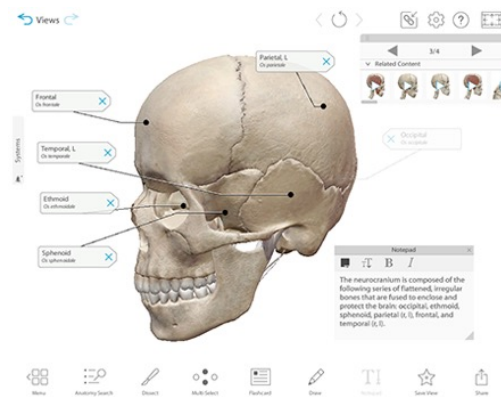 Views
3/4
Related Content
Parietal, L
Os parietale
Frontal
Os frontale
Occipital
Os occipitale
Temporal, L
Os temporale
Systems
Ethmoid
Os ethmoidale
Sphenoid
Os sphenoidale
Notepad
B I
The neurocranium is composed of the
following series of flattened, irregular
bones that are fused to enclose and
protect the brain: occipital, ethmoid,
sphenoid, parietal (r, l), frontal, and
temporal (r, l).
Menu
Anatomy Search
Dissect
Multi-Select
Flashcard
Draw
Notepad
Save View
Share